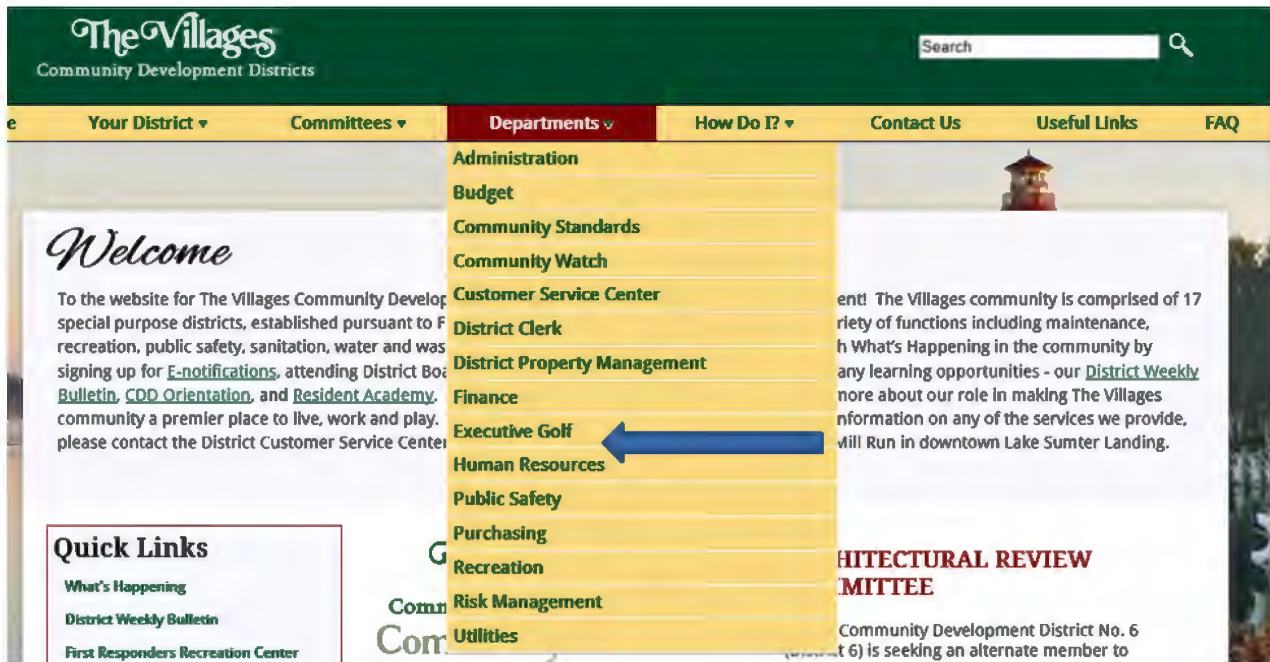 The Villages
Community Development Districts
Search
e Your District ▾ Committees ▾ Departments ▾ How Do I? ▾ Contact Us Useful Links FAQ
Administration
Budget
Community Standards
Community Watch
Customer Service Center
District Clerk
District Property Management
Finance
Executive Golf
Human Resources
Public Safety
Purchasing
Recreation
Risk Management
Utilities
Welcome
To the website for The Villages Community Develop ent! The Villages community is comprised of 17
special purpose districts, established pursuant to F riety of functions including maintenance,
recreation, public safety, sanitation, water and was h What's Happening in the community by
signing up for E-notifications, attending District Boa any learning opportunities - our District Weekly
Bulletin, CDD Orientation, and Resident Academy. more about our role in making The Villages
community a premier place to live, work and play. nformation on any of the services we provide,
please contact the District Customer Service Center Mill Run in downtown Lake Sumter Landing.
Quick Links
What's Happening
District Weekly Bulletin
First Responders Recreation Center
G
Comm
Com
HITECTURAL REVIEW
MITTEE
Community Development District No. 6
(District 6) is seeking an alternate member to